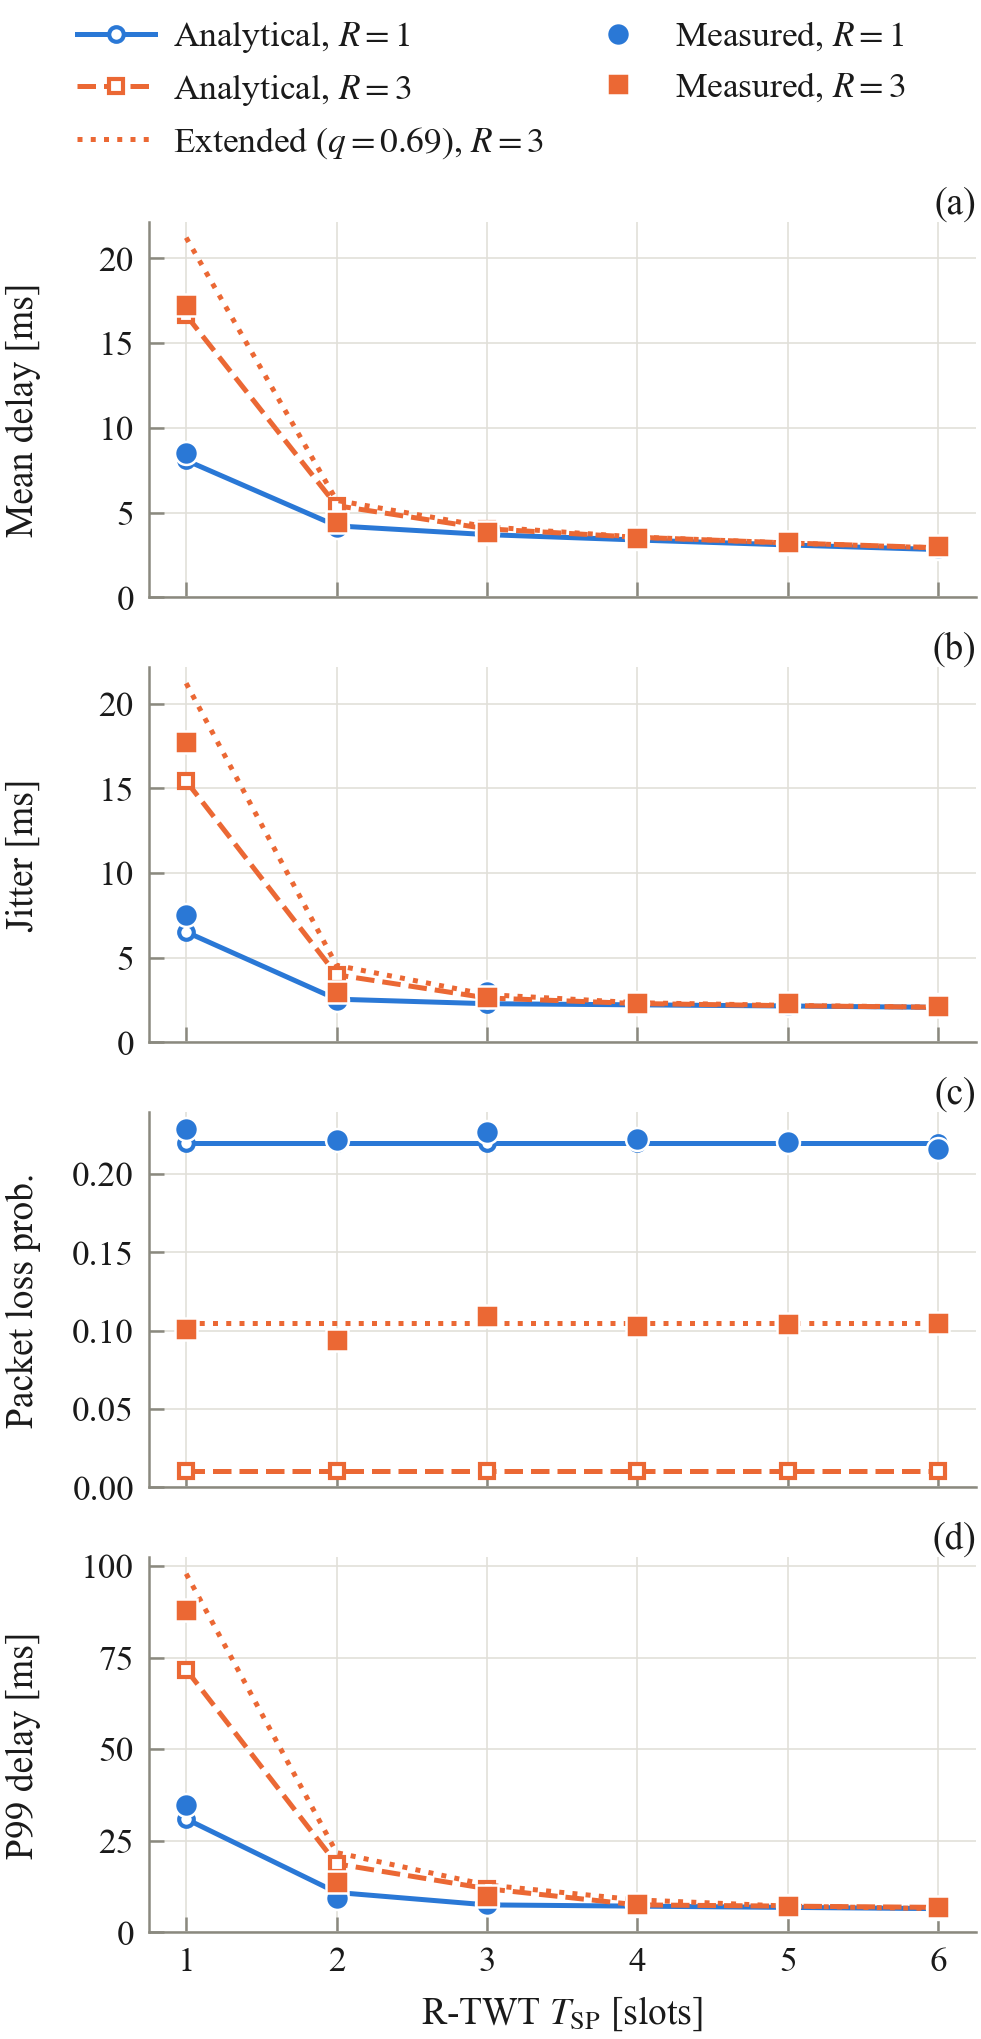 Analytical, R = 1
Measured, R = 1
Analytical, R = 3
Measured, R = 3
Extended (q = 0.69), R = 3
(a)
20
15
10
5
0
Mean delay [ms]
(b)
20
15
10
5
0
Jitter [ms]
(c)
0.20
0.15
0.10
0.05
0.00
Packet loss prob.
(d)
100
75
50
25
0
P99 delay [ms]
1 2 3 4 5 6
R-TWT T_SP [slots]